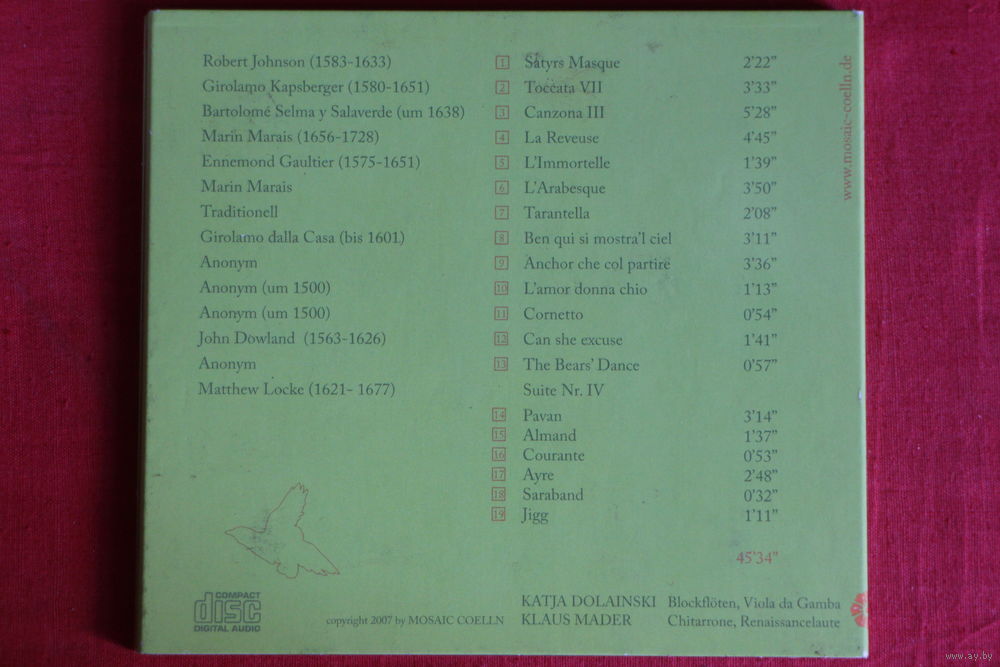 Robert Johnson (1583-1633) 1 Satyrs Masque 2’22”
Girolamo Kapsberger (1580-1651) 2 Toccata VII 3’33”
Bartolomé Selma y Salaverde (um 1638) 3 Canzona III 5’28”
Marin Marais (1656-1728) 4 La Reveuse 4’45”
Ennemond Gaultier (1575-1651) 5 L’Immortelle 1’39”
Marin Marais 6 L’Arabesque 3’50”
Traditionell 7 Tarantella 2’08”
Girolamo dalla Casa (bis 1601) 8 Ben qui si mostra’l ciel 3’11”
Anonym 9 Anchor che col partire 3’36”
Anonym (um 1500) 10 L’amor donna chio 1’13”
Anonym (um 1500) 11 Cornetto 0’54”
John Dowland (1563-1626) 12 Can she excuse 1’41”
Anonym 13 The Bears’ Dance 0’57”
Matthew Locke (1621- 1677) Suite Nr. IV
14 Pavan 3’14”
15 Almand 1’37”
16 Courante 0’53”
17 Ayre 2’48”
18 Saraband 0’32”
19 Jigg 1’11”
45’34”
www.mosaic-coelln.de
COMPACT
disc
DIGITAL AUDIO
copyright 2007 by MOSAIC COELLN
KATJA DOLAINSKI Blockflöten, Viola da Gamba
KLAUS MADER Chitarrone, Renaissancelaute
www.ay.by